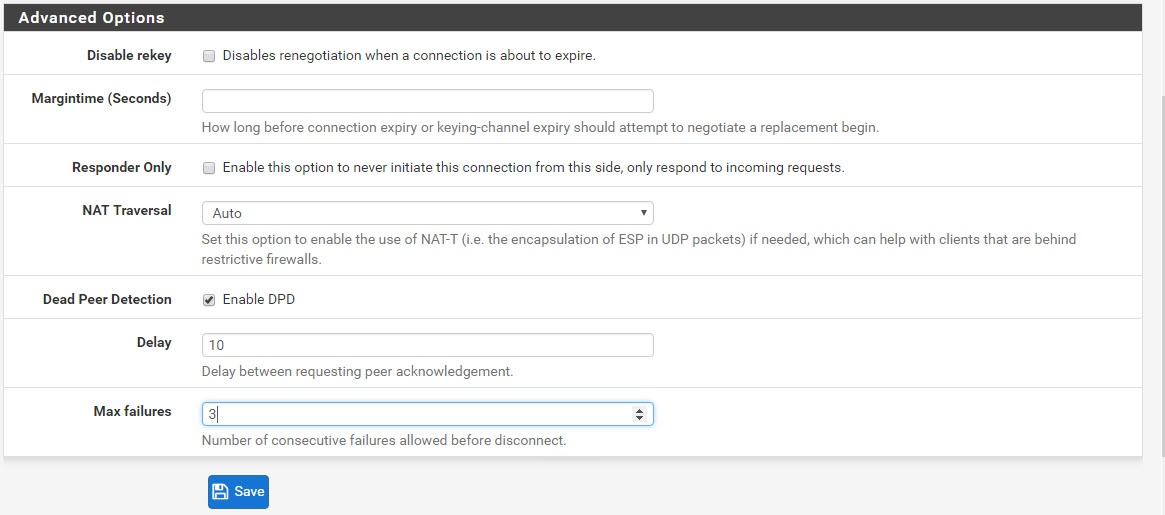 Advanced Options
Disable rekey Disables renegotiation when a connection is about to expire.
Margintime (Seconds)
How long before connection expiry or keying-channel expiry should attempt to negotiate a replacement begin.
Responder Only Enable this option to never initiate this connection from this side, only respond to incoming requests.
NAT Traversal Auto
Set this option to enable the use of NAT-T (i.e. the encapsulation of ESP in UDP packets) if needed, which can help with clients that are behind
restrictive firewalls.
Dead Peer Detection Enable DPD
Delay 10
Delay between requesting peer acknowledgement.
Max failures 3
Number of consecutive failures allowed before disconnect.
Save